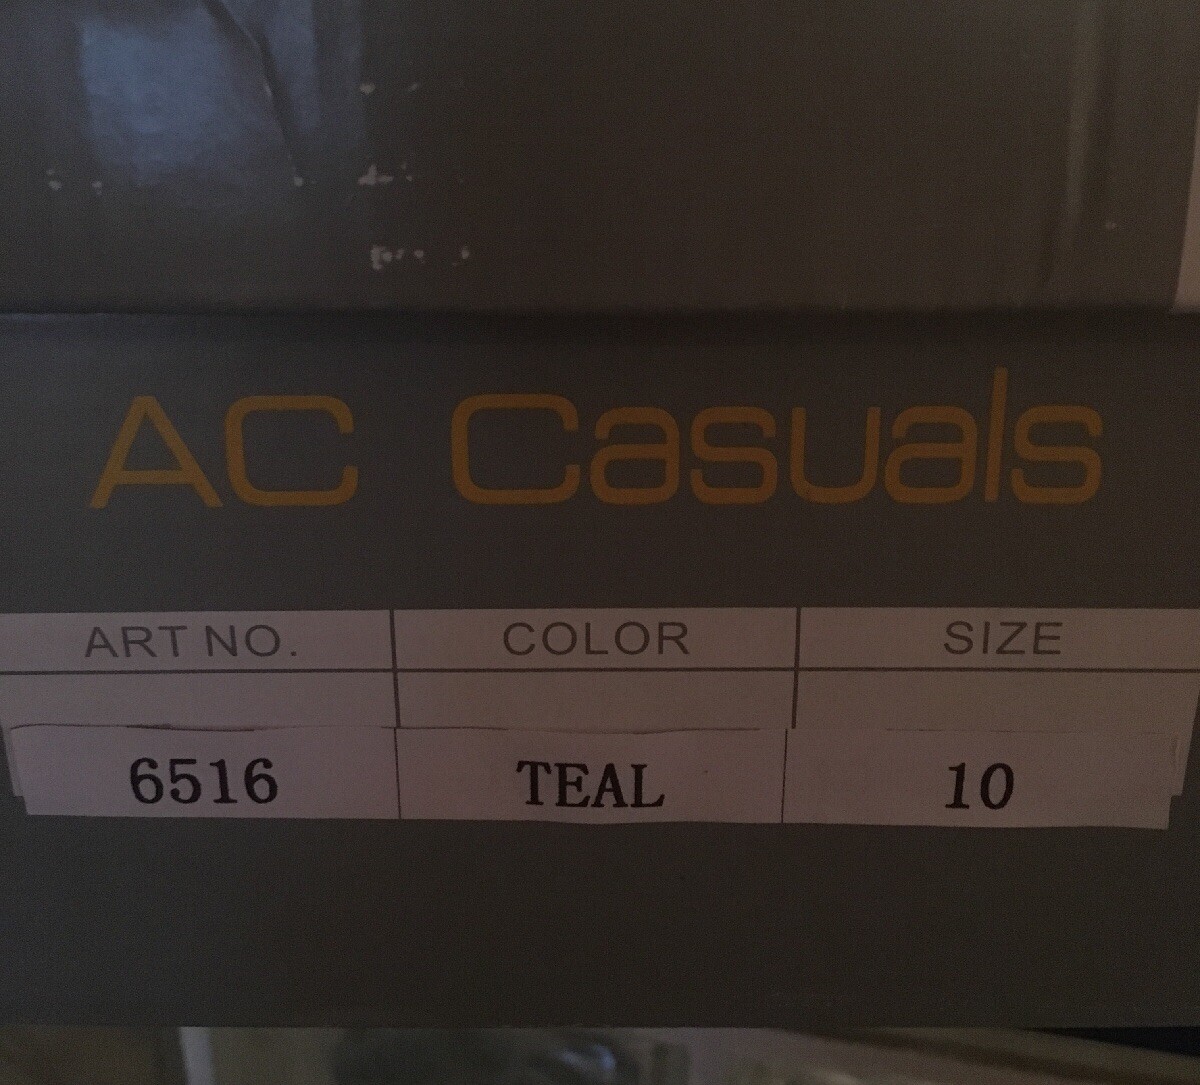 AC Casuals
ART NO. COLOR SIZE
6516 TEAL 10